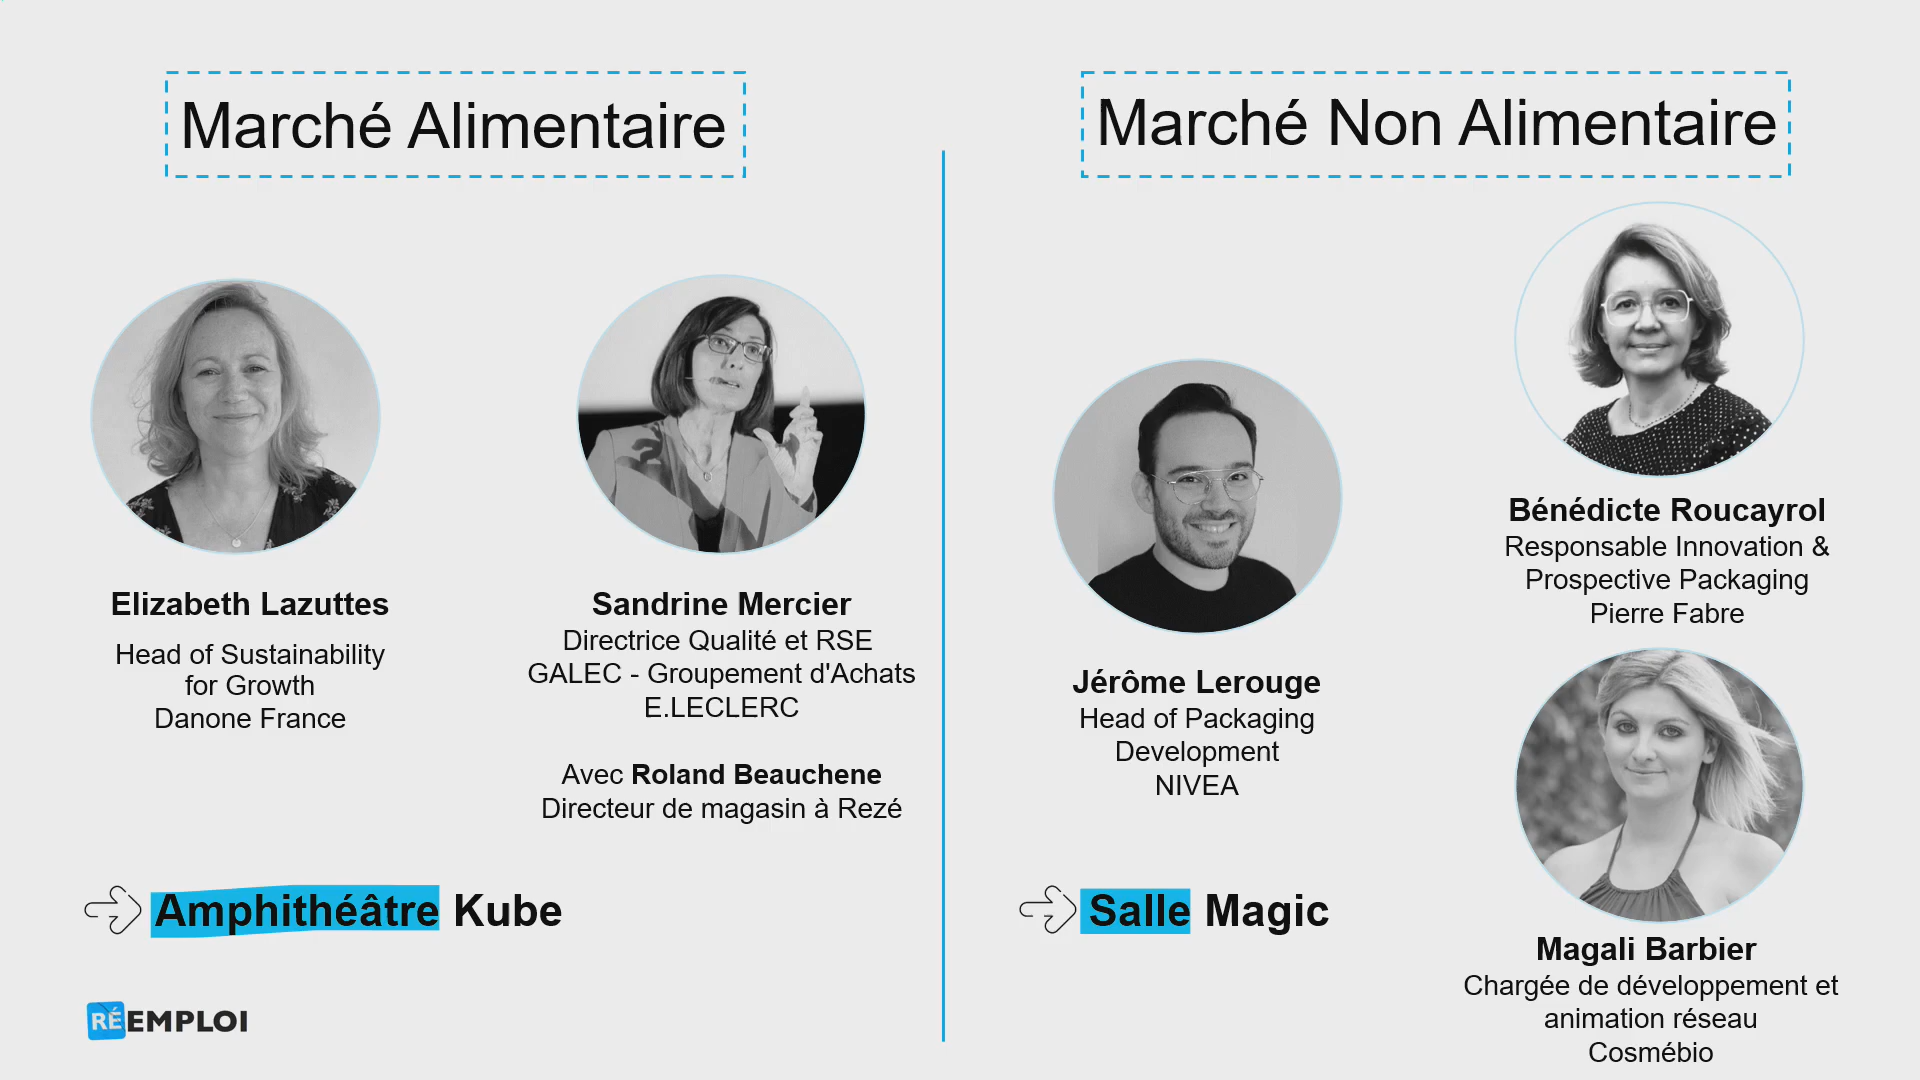 Marché Alimentaire
Elizabeth Lazuttes
Head of Sustainability
for Growth
Danone France
Sandrine Mercier
Directrice Qualité et RSE
GALEC - Groupement d'Achats
E.LECLERC
Avec Roland Beauchene
Directeur de magasin à Rezé
Amphithéâtre Kube
RÉEMPLOI
Marché Non Alimentaire
Jérôme Lerouge
Head of Packaging
Development
NIVEA
Bénédicte Roucayrol
Responsable Innovation &
Prospective Packaging
Pierre Fabre
Magali Barbier
Chargée de développement et
animation réseau
Cosmébio
Salle Magic